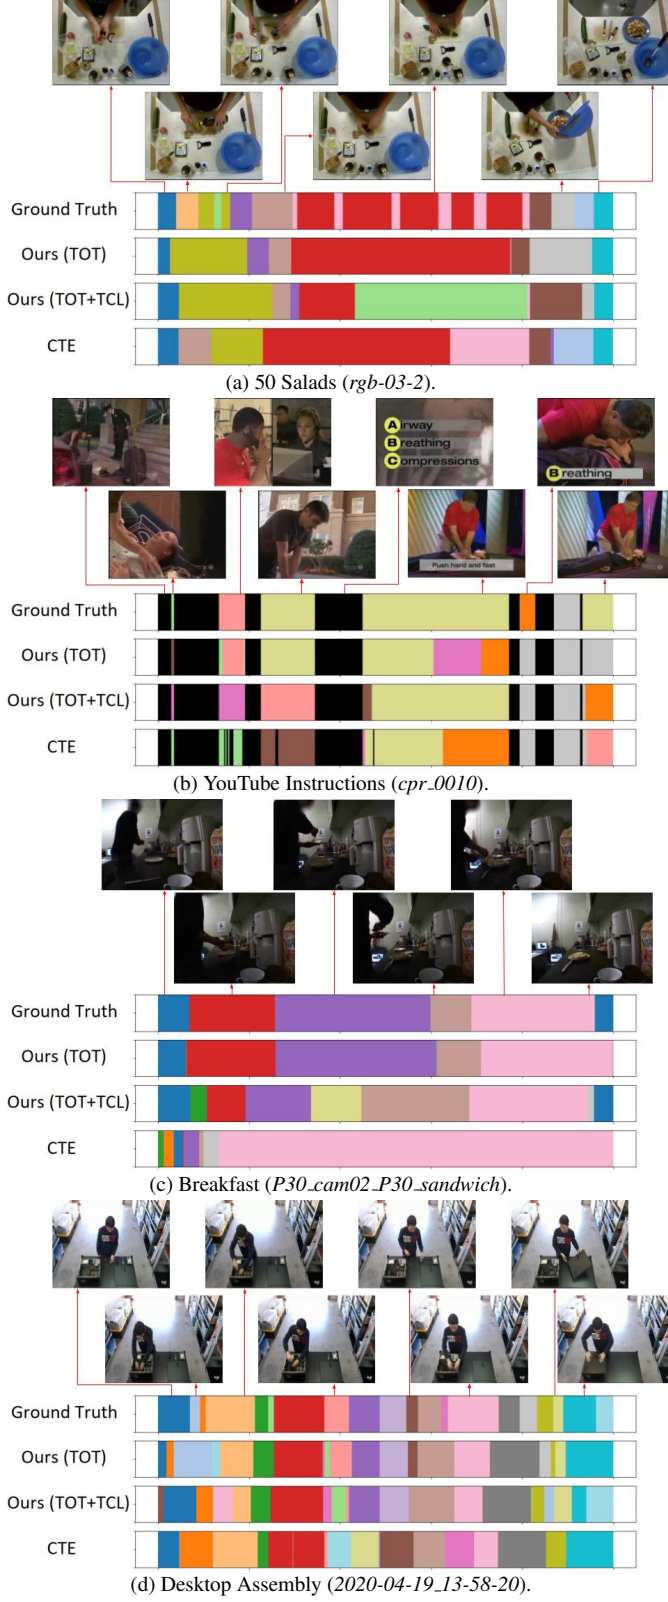 Ground Truth
Ours (TOT)
Ours (TOT+TCL)
CTE
(a) 50 Salads (rgb-03-2).
Airway
Breathing
Compressions
Breathing
Push hand and fast
Ground Truth
Ours (TOT)
Ours (TOT+TCL)
CTE
(b) YouTube Instructions (cpr_0010).
Ground Truth
Ours (TOT)
Ours (TOT+TCL)
CTE
(c) Breakfast (P30_cam02_P30_sandwich).
Ground Truth
Ours (TOT)
Ours (TOT+TCL)
CTE
(d) Desktop Assembly (2020-04-19_13-58-20).